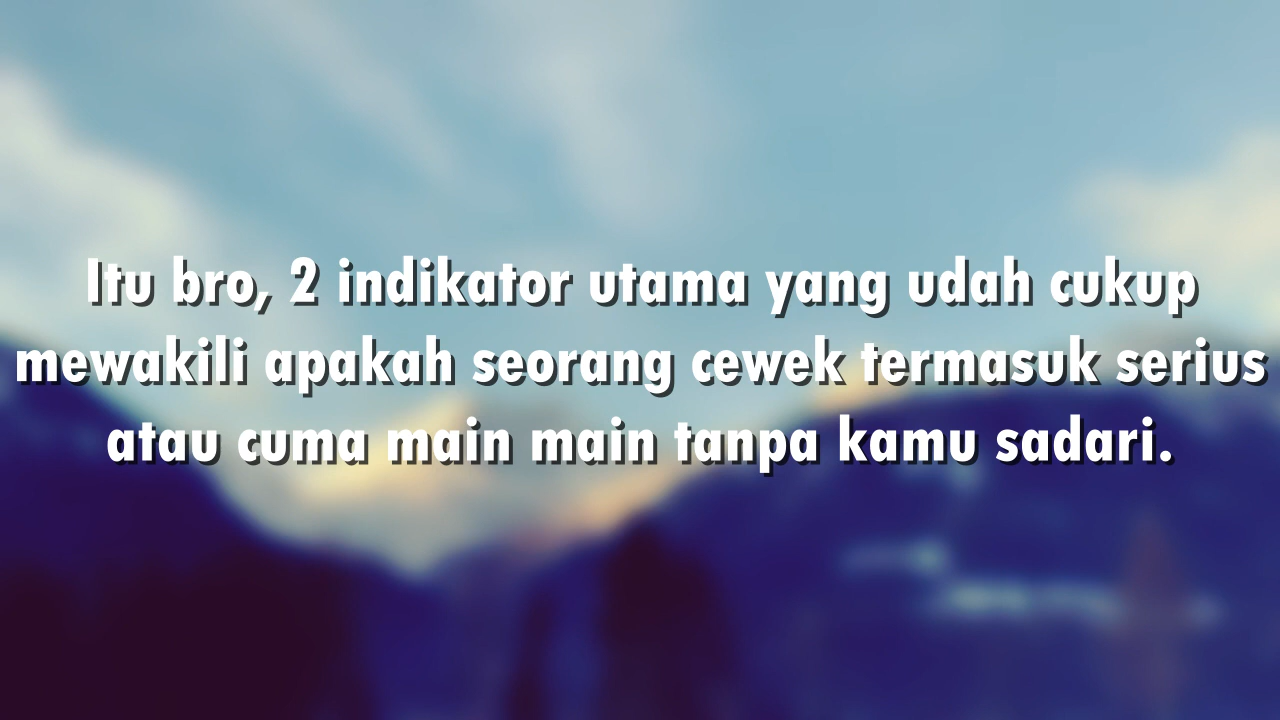 Itu bro, 2 indikator utama yang udah cukup
mewakili apakah seorang cewek termasuk serius
atau cuma main main tanpa kamu sadari.